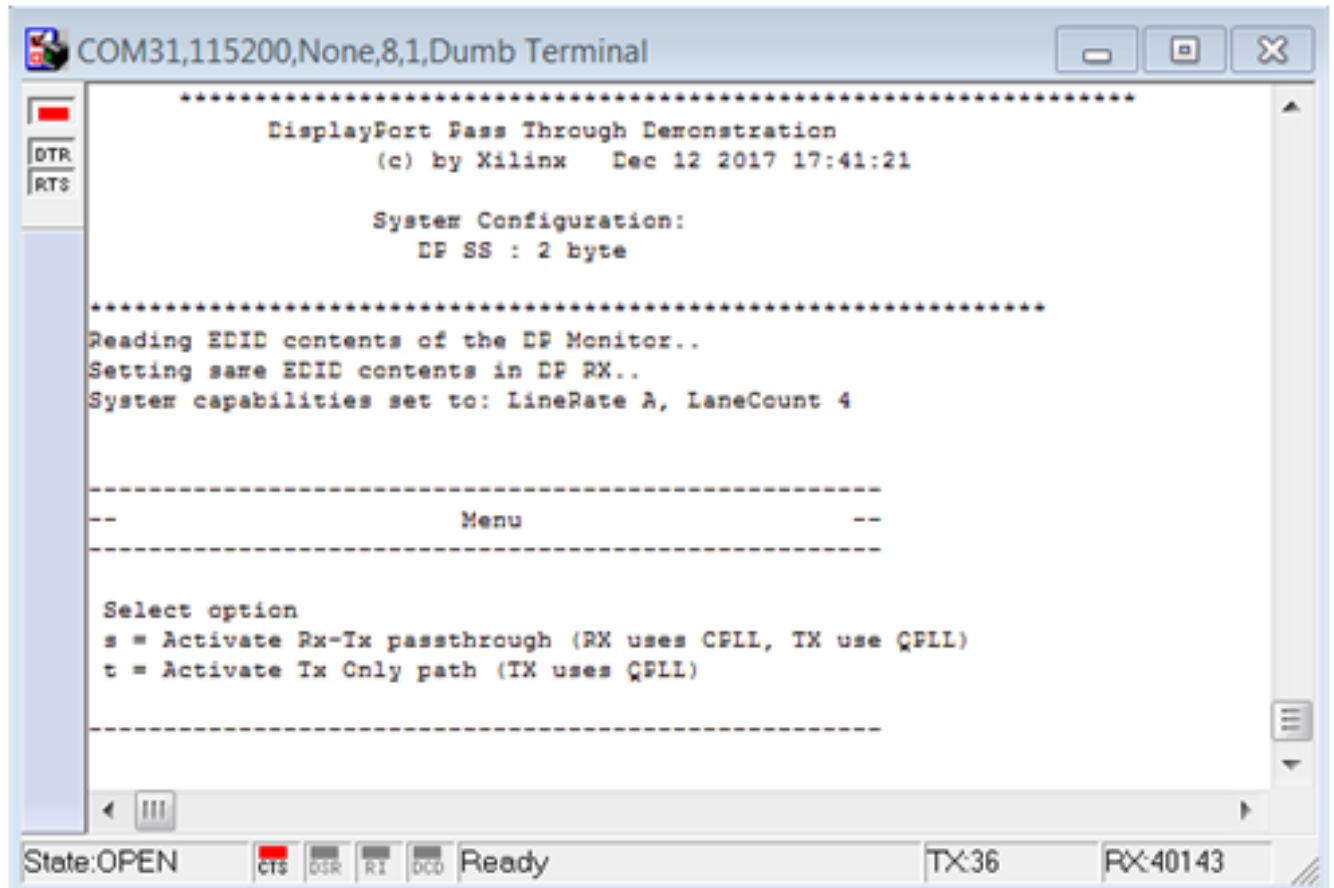 COM31,115200,None,8,1,Dumb Terminal
DTR
RTS
*****************************************************************
DisplayPort Pass Through Demonstration
(c) by Xilinx   Dec 12 2017 17:41:21
System Configuration:
DP SS : 2 byte
*****************************************************************
Reading EDID contents of the DP Monitor..
Setting same EDID contents in DP RX..
System capabilities set to: LineRate A, LaneCount 4
-----------------------------------------------------
--                       Menu                      --
-----------------------------------------------------
Select option
s = Activate Rx-Tx passthrough (RX uses CPLL, TX use QPLL)
t = Activate Tx Only path (TX uses QPLL)
-----------------------------------------------------
State:OPEN CTS DSR RI DCD Ready TX:36 RX:40143